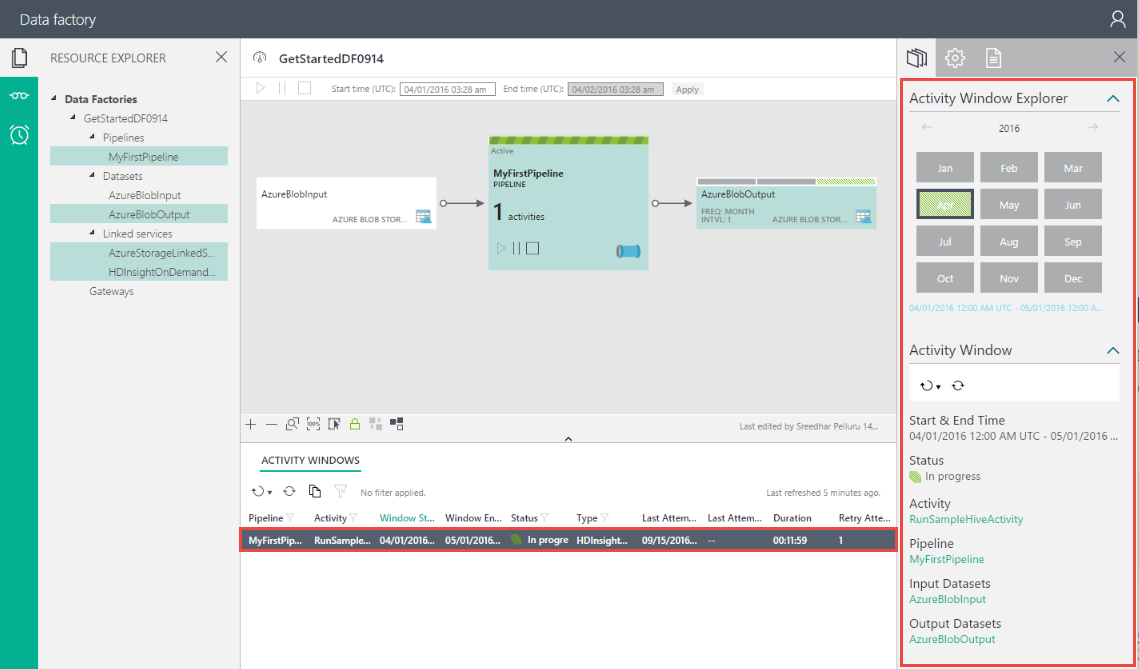 Data factory
RESOURCE EXPLORER
Data Factories
GetStartedDF0914
Pipelines
MyFirstPipeline
Datasets
AzureBlobInput
AzureBlobOutput
Linked services
AzureStorageLinkedS...
HDInsightOnDemand...
Gateways
GetStartedDF0914
Start time (UTC): 04/01/2016 03:28 am End time (UTC): 04/02/2016 03:28 am Apply
AzureBlobInput
AZURE BLOB STOR...
Active
MyFirstPipeline
PIPELINE
1 activities
AzureBlobOutput
FREQ: MONTH
INTVL: 1 AZURE BLOB STOR...
100%
Last edited by Sreedhar Pelluru 14...
ACTIVITY WINDOWS
No filter applied. Last refreshed 5 minutes ago.
Pipeline Activity Window St... Window En... Status Type Last Attem... Last Attem... Duration Retry Atte...
MyFirstPip... RunSample... 04/01/2016... 05/01/2016... In progre HDInsight... 09/15/2016... -- 00:11:59 1
Activity Window Explorer
2016
Jan Feb Mar
Apr May Jun
Jul Aug Sep
Oct Nov Dec
04/01/2016 12:00 AM UTC - 05/01/2016 12:00 A...
Activity Window
Start & End Time
04/01/2016 12:00 AM UTC - 05/01/2016 ...
Status
In progress
Activity
RunSampleHiveActivity
Pipeline
MyFirstPipeline
Input Datasets
AzureBlobInput
Output Datasets
AzureBlobOutput